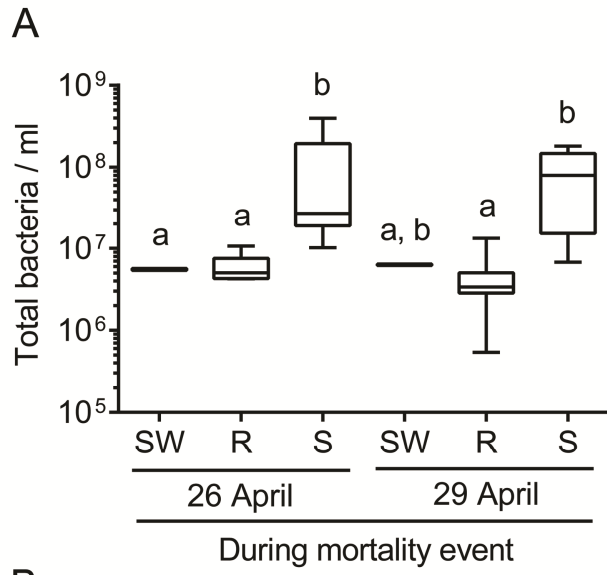 A
Total bacteria / ml
10⁹
10⁸
10⁷
10⁶
10⁵
a
a
b
a, b
a
b
SW R S SW R S
26 April 29 April
During mortality event